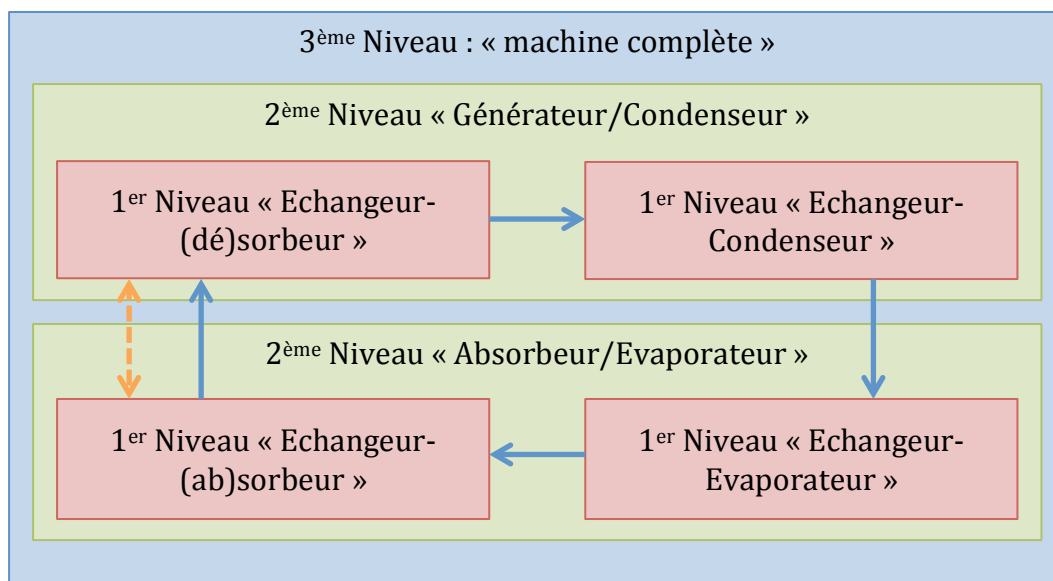 3ème Niveau : « machine complète »
2ème Niveau « Générateur/Condenseur »
1er Niveau « Echangeur-
(dé)sorbeur »
1er Niveau « Echangeur-
Condenseur »
2ème Niveau « Absorbeur/Evaporateur »
1er Niveau « Echangeur-
(ab)sorbeur »
1er Niveau « Echangeur-
Evaporateur »